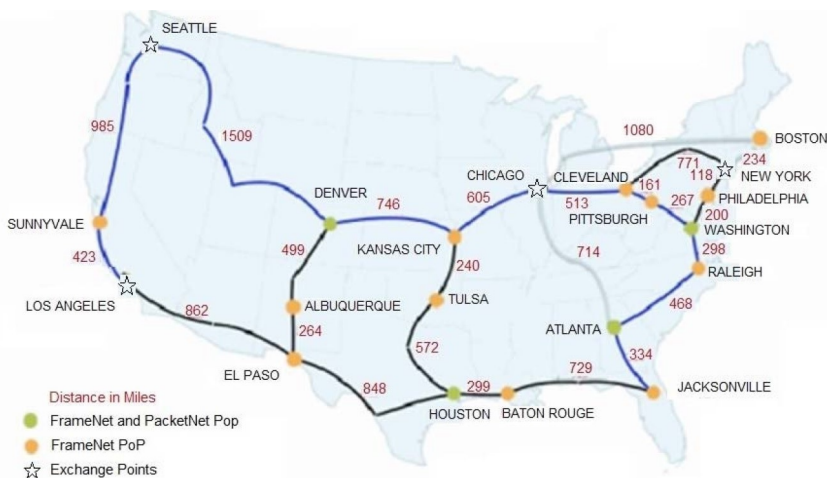 SEATTLE
985
1509
1080
BOSTON
CHICAGO
CLEVELAND
771
234
NEW YORK
118
161
605
513
DENVER
746
267
PHILADELPHIA
PITTSBURGH
200
SUNNYVALE
WASHINGTON
KANSAS CITY
499
714
298
423
240
RALEIGH
LOS ANGELES
862
ALBUQUERQUE
TULSA
468
264
ATLANTA
572
334
EL PASO
729
848
299
JACKSONVILLE
HOUSTON
BATON ROUGE
Distance in Miles
FrameNet and PacketNet Pop
FrameNet PoP
Exchange Points